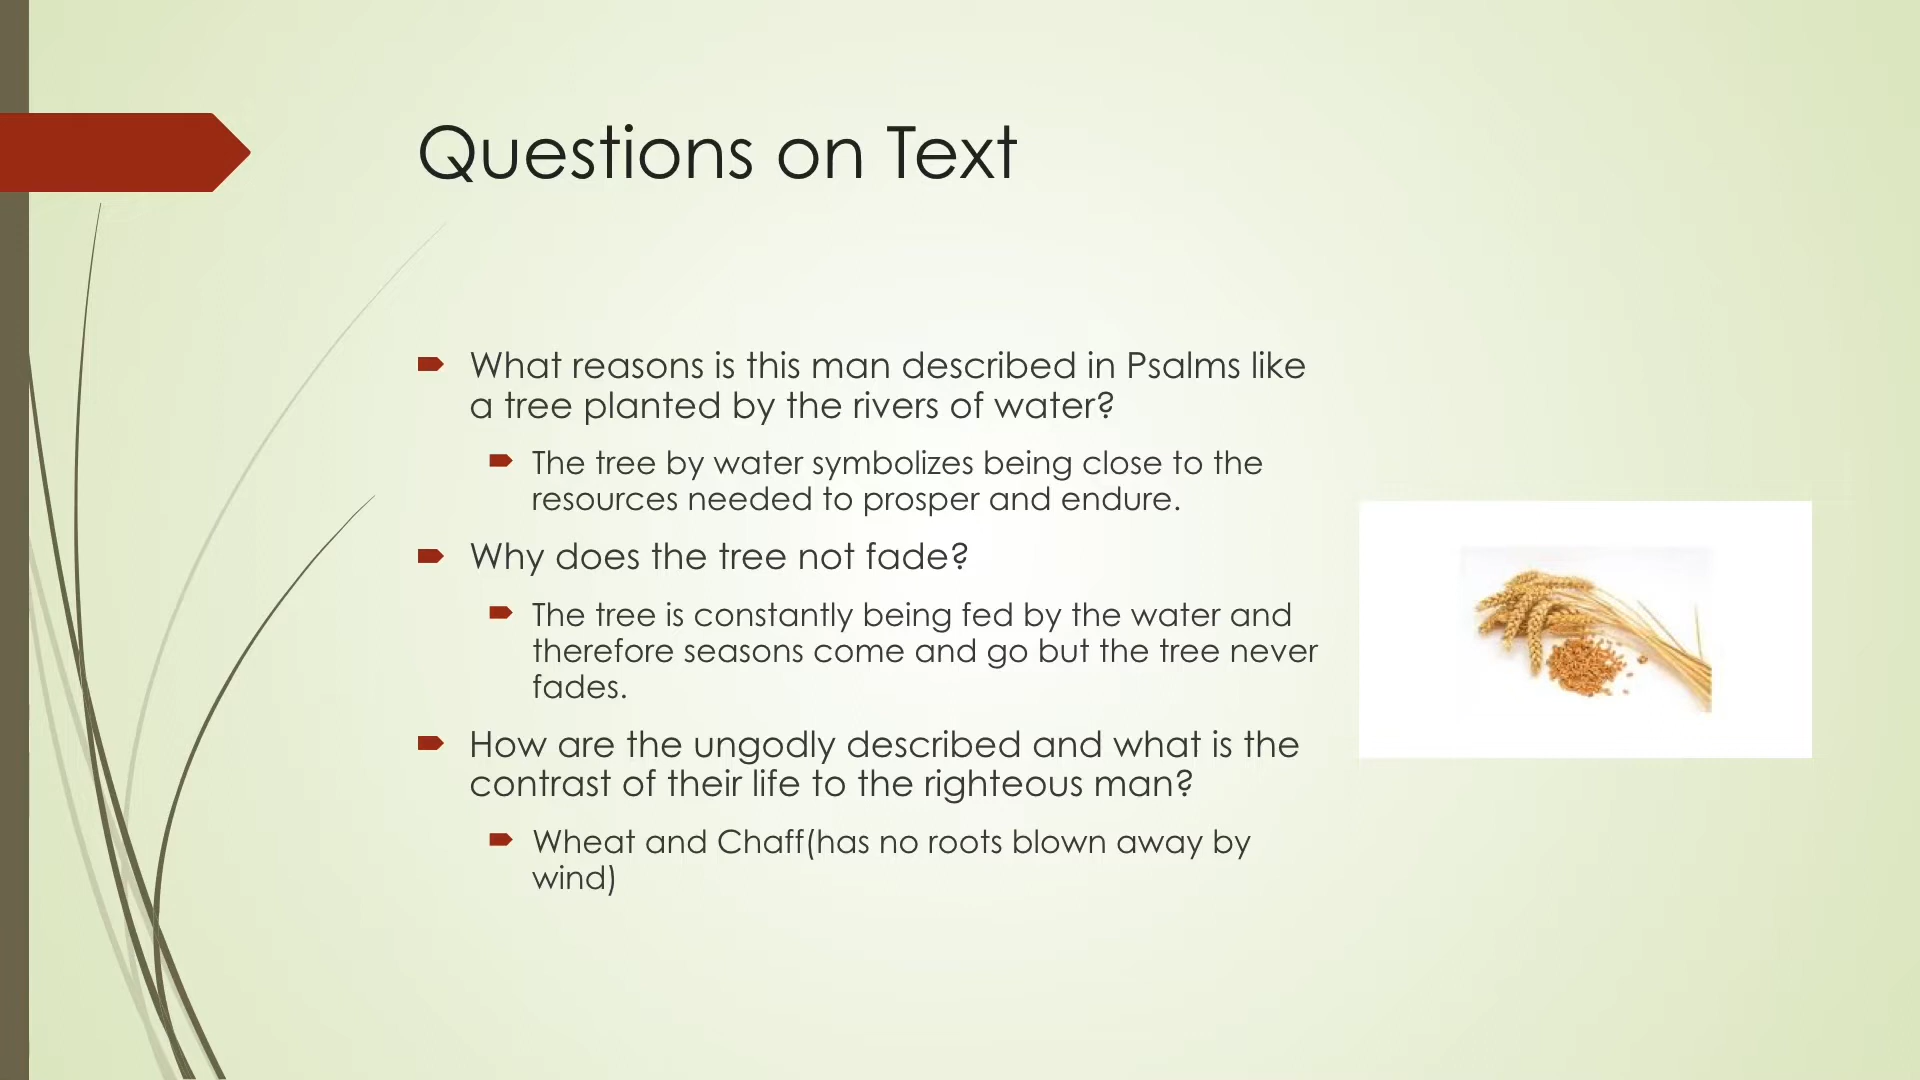 Questions on Text
What reasons is this man described in Psalms like
a tree planted by the rivers of water?
The tree by water symbolizes being close to the
resources needed to prosper and endure.
Why does the tree not fade?
The tree is constantly being fed by the water and
therefore seasons come and go but the tree never
fades.
How are the ungodly described and what is the
contrast of their life to the righteous man?
Wheat and Chaff(has no roots blown away by
wind)